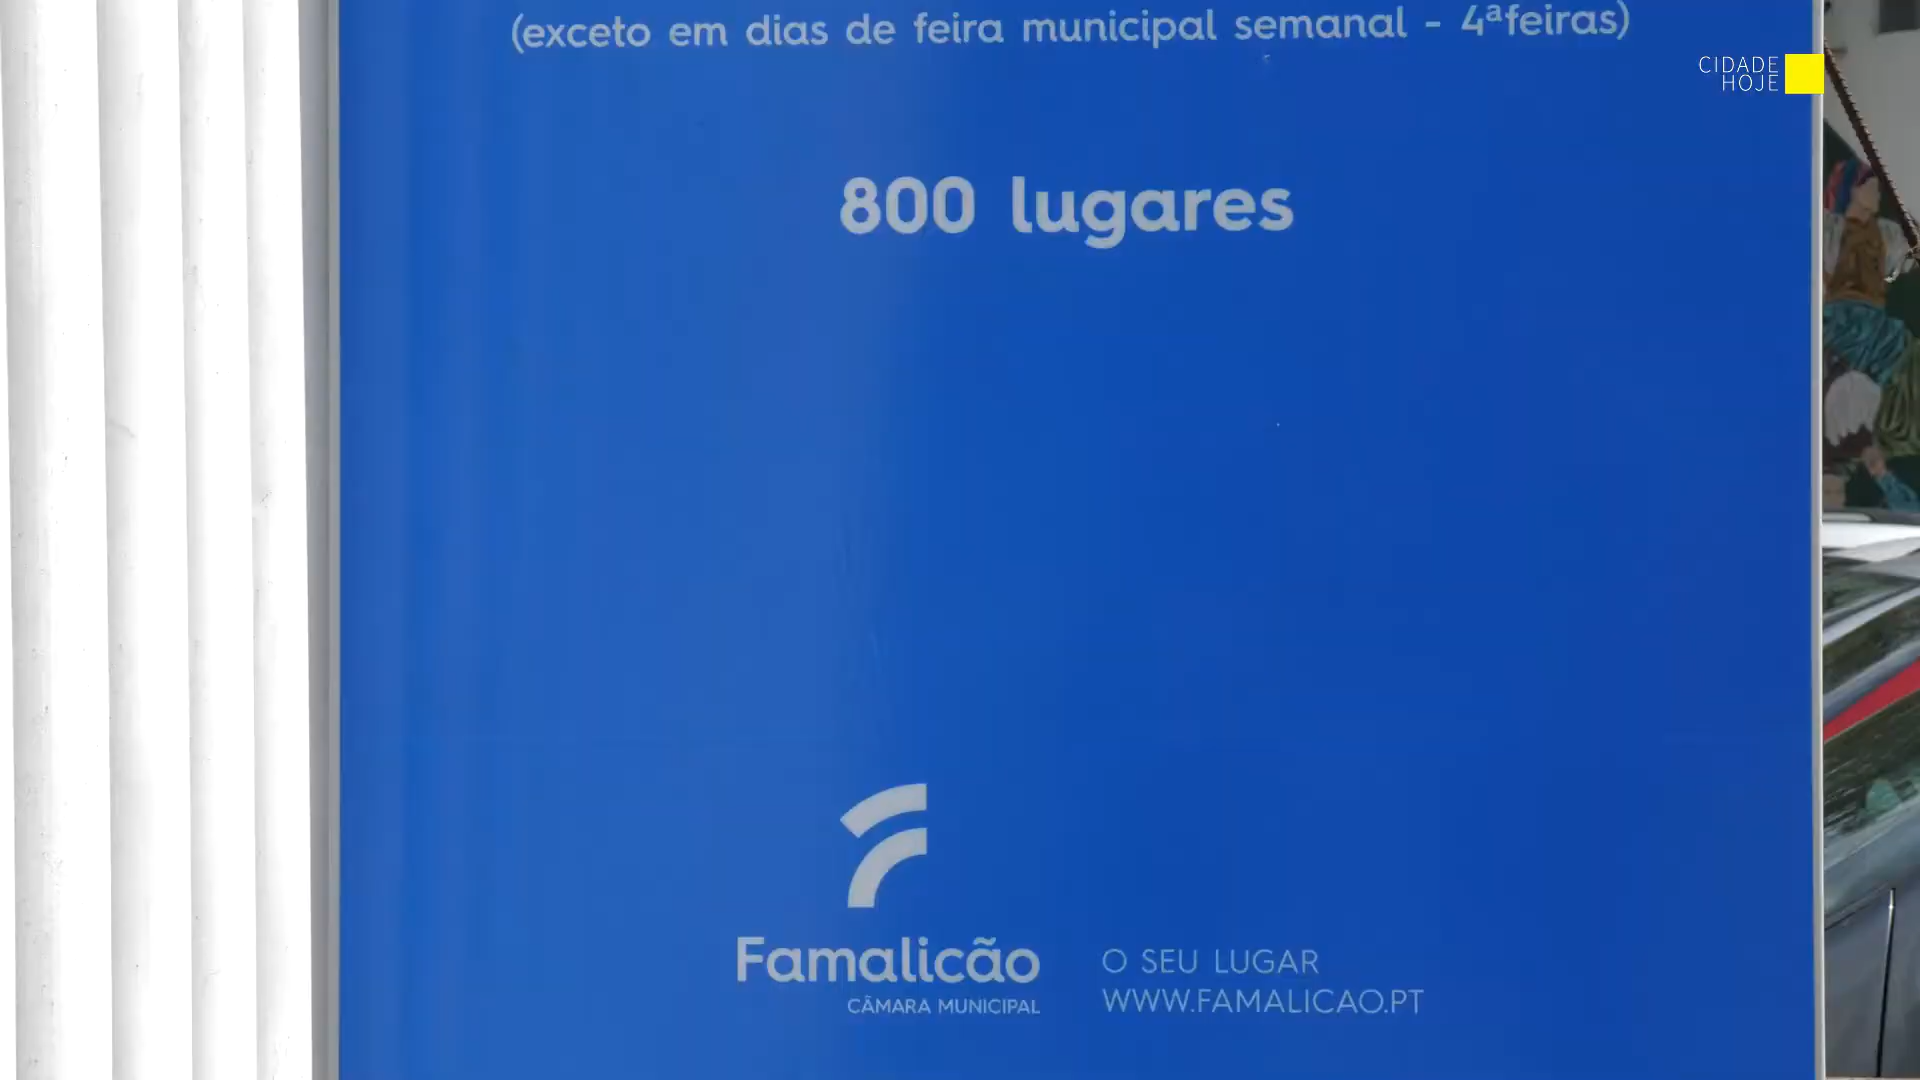 (exceto em dias de feira municipal semanal - 4ªfeiras)
CIDADE
HOJE
800 lugares
Famalicão
CÂMARA MUNICIPAL
O SEU LUGAR
WWW.FAMALICAO.PT